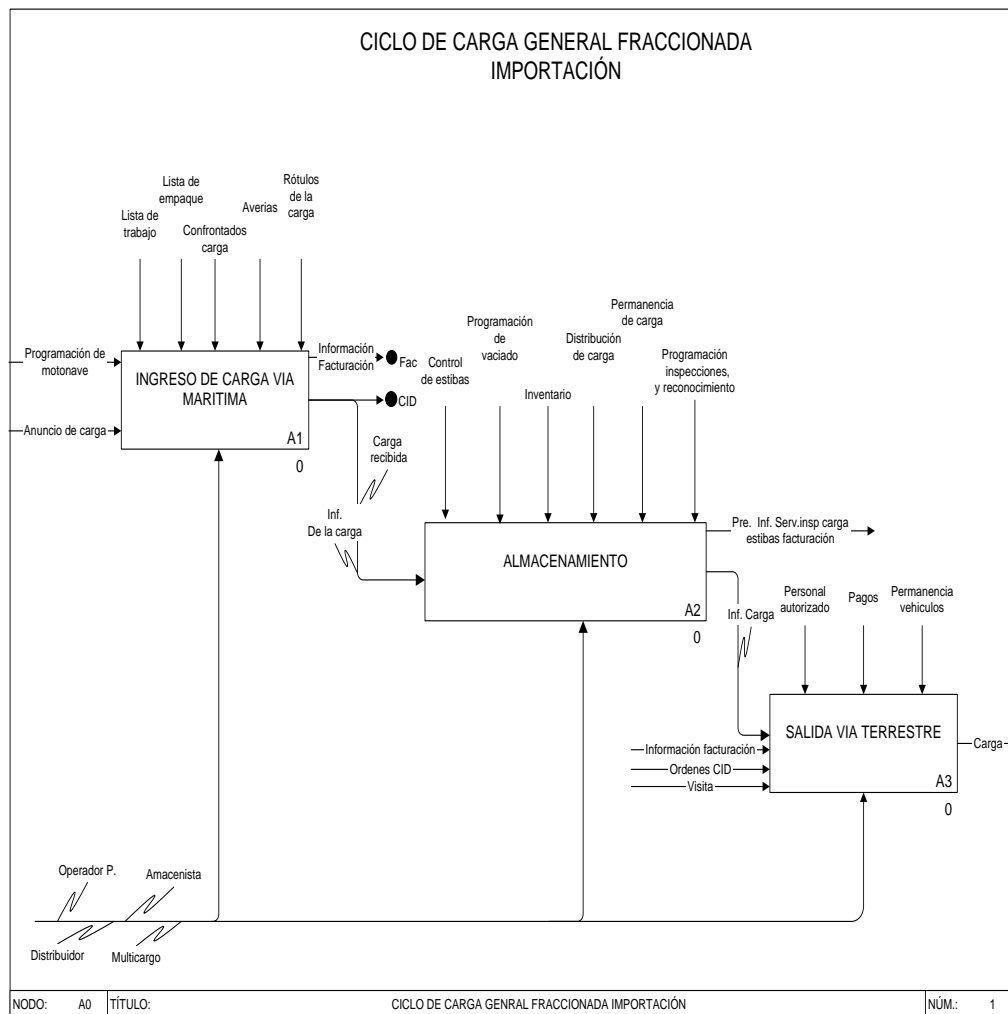 CICLO DE CARGA GENERAL FRACCIONADA
IMPORTACIÓN
Lista de
trabajo
Lista de
empaque
Confrontados
carga
Averias
Rótulos
de la
carga
Programación de
motonave
Anuncio de carga
INGRESO DE CARGA VIA
MARITIMA
A1
0
Información
Facturación
Fac
CID
Carga
recibida
Inf.
De la carga
Control
de estibas
Programación
de
vaciado
Inventario
Distribución
de carga
Permanencia
de carga
Programación
inspecciones,
y reconocimiento
ALMACENAMIENTO
A2
0
Pre. Inf. Serv.insp carga
estibas facturación
Inf. Carga
Personal
autorizado
Pagos
Permanencia
vehiculos
Información facturación
Ordenes CID
Visita
SALIDA VIA TERRESTRE
A3
0
Carga
Operador P.
Amacenista
Distribuidor
Multicargo
NODO: A0 TÍTULO: CICLO DE CARGA GENRAL FRACCIONADA IMPORTACIÓN NÚM.: 1